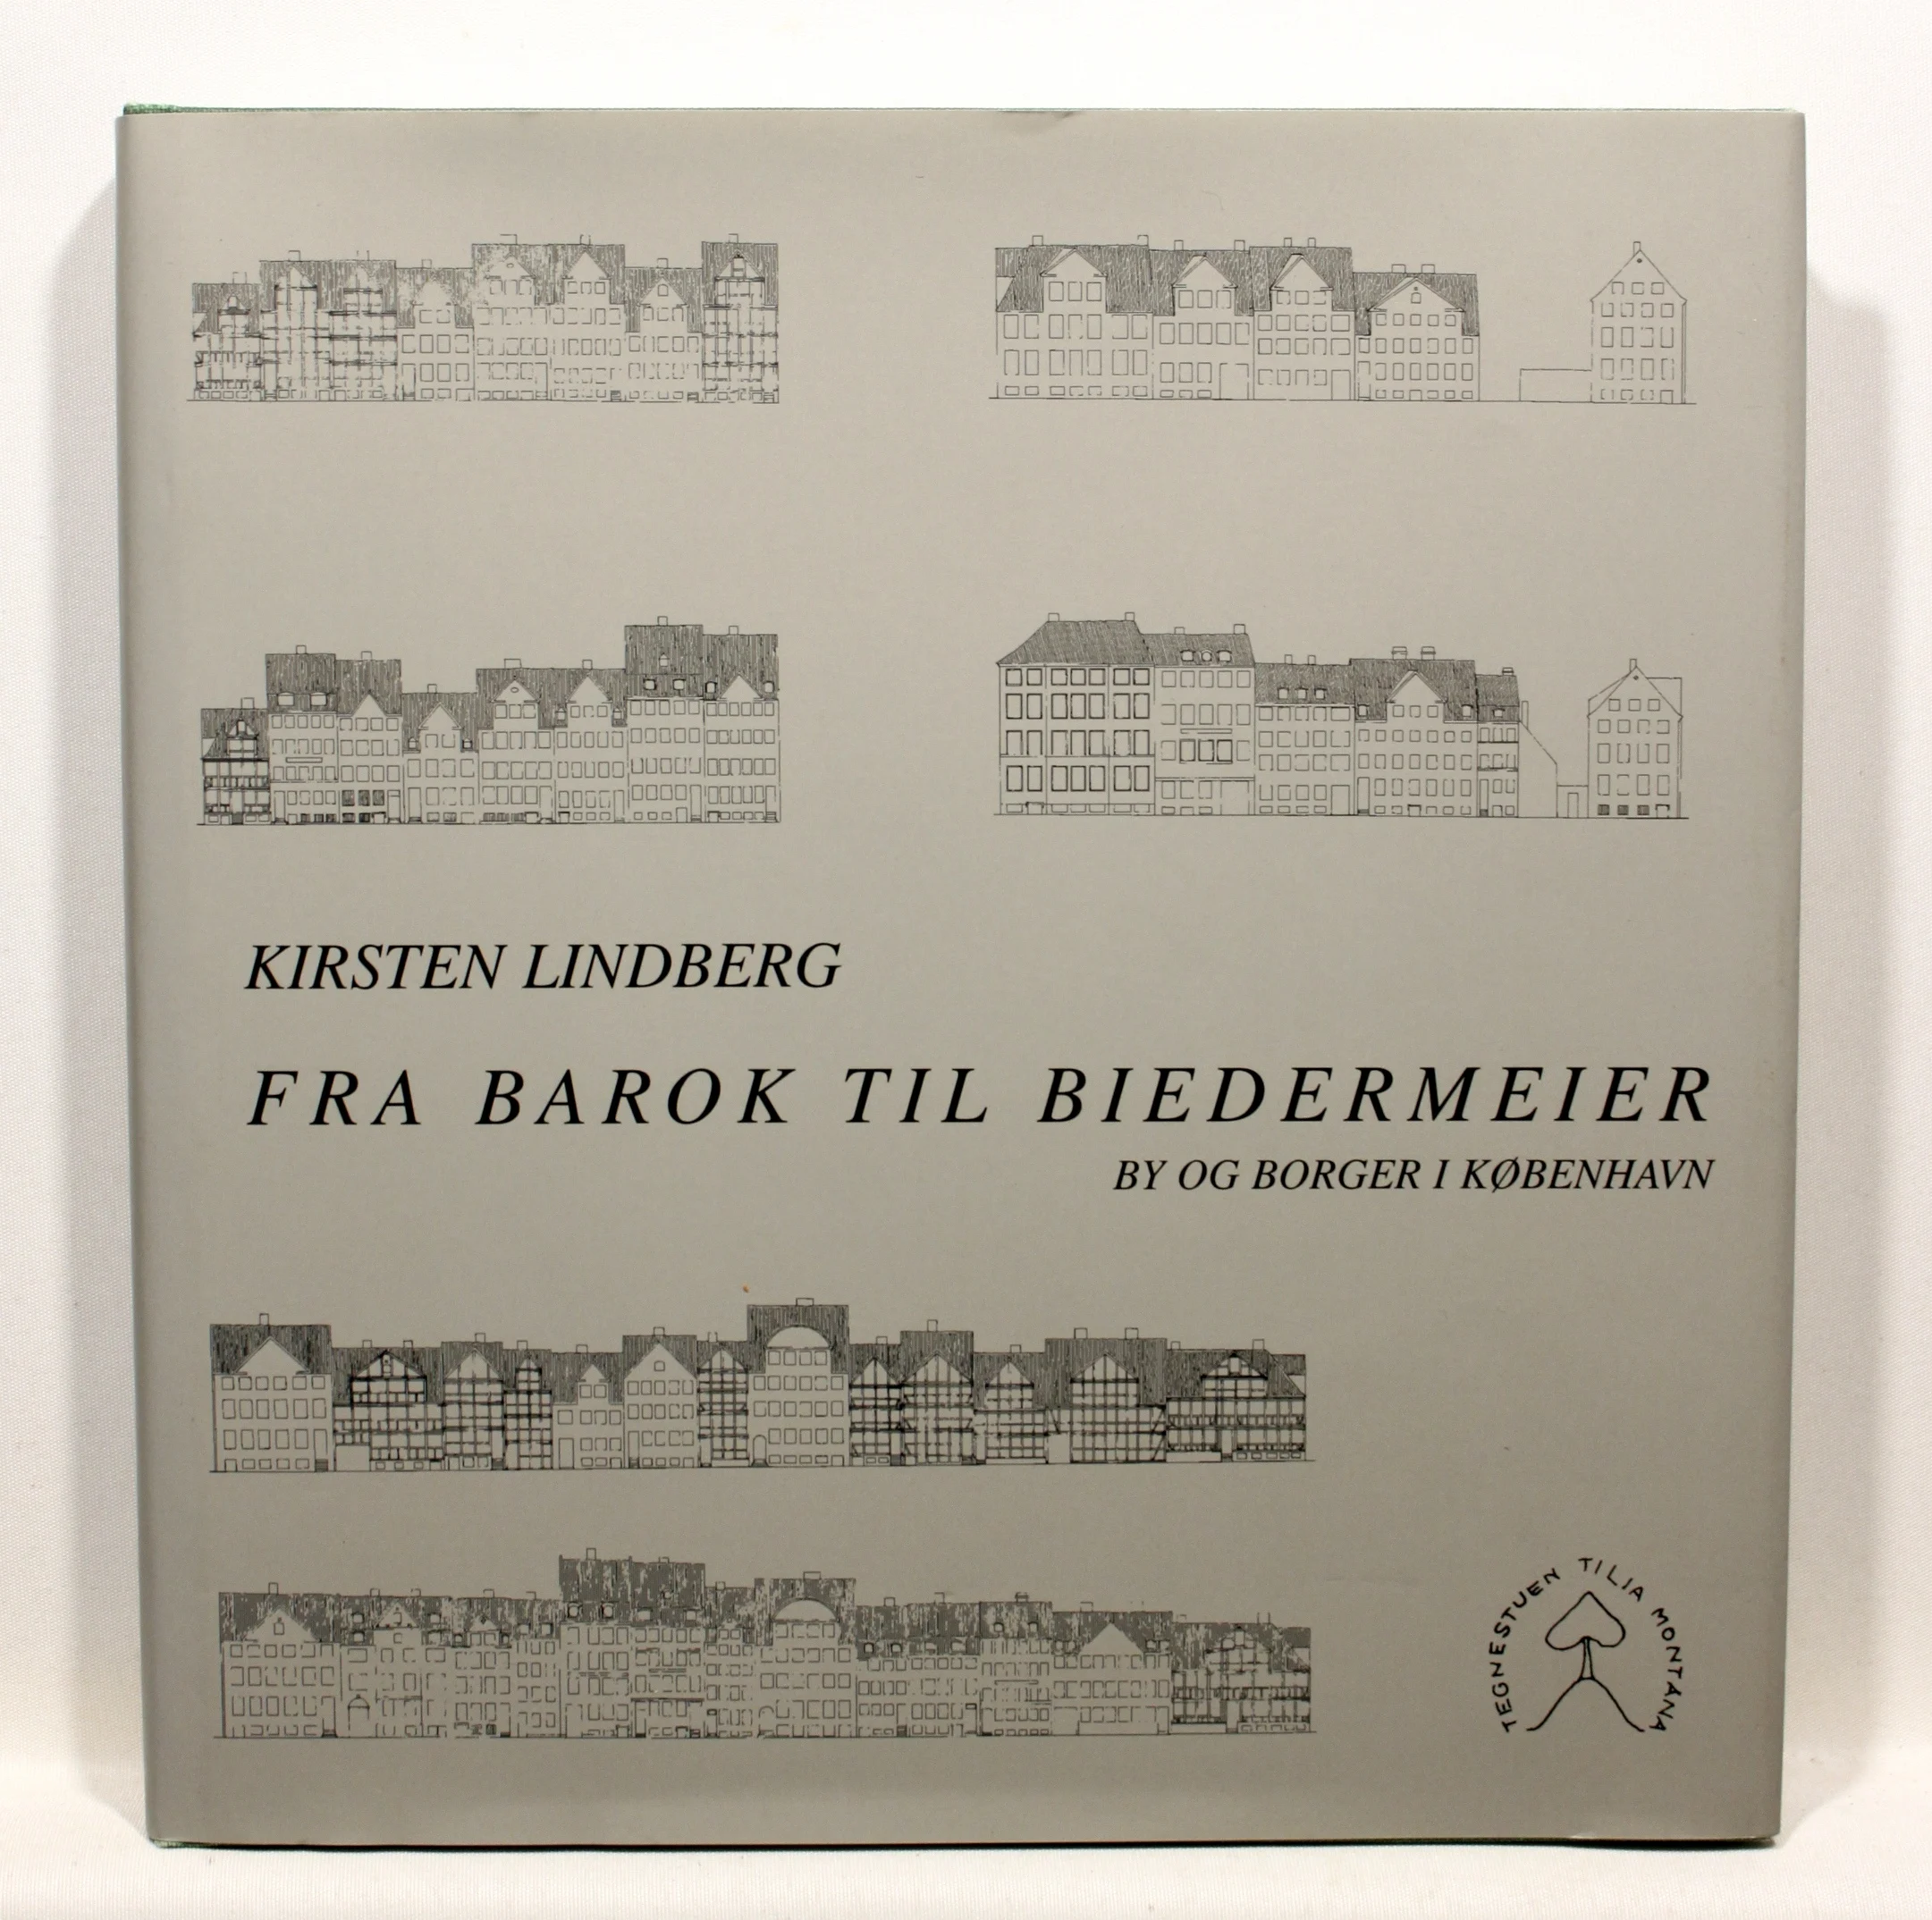 KIRSTEN LINDBERG
FRA BAROK TIL BIEDERMEIER
BY OG BORGER I KØBENHAVN
TEGNESTUEN TILIA MONTANA